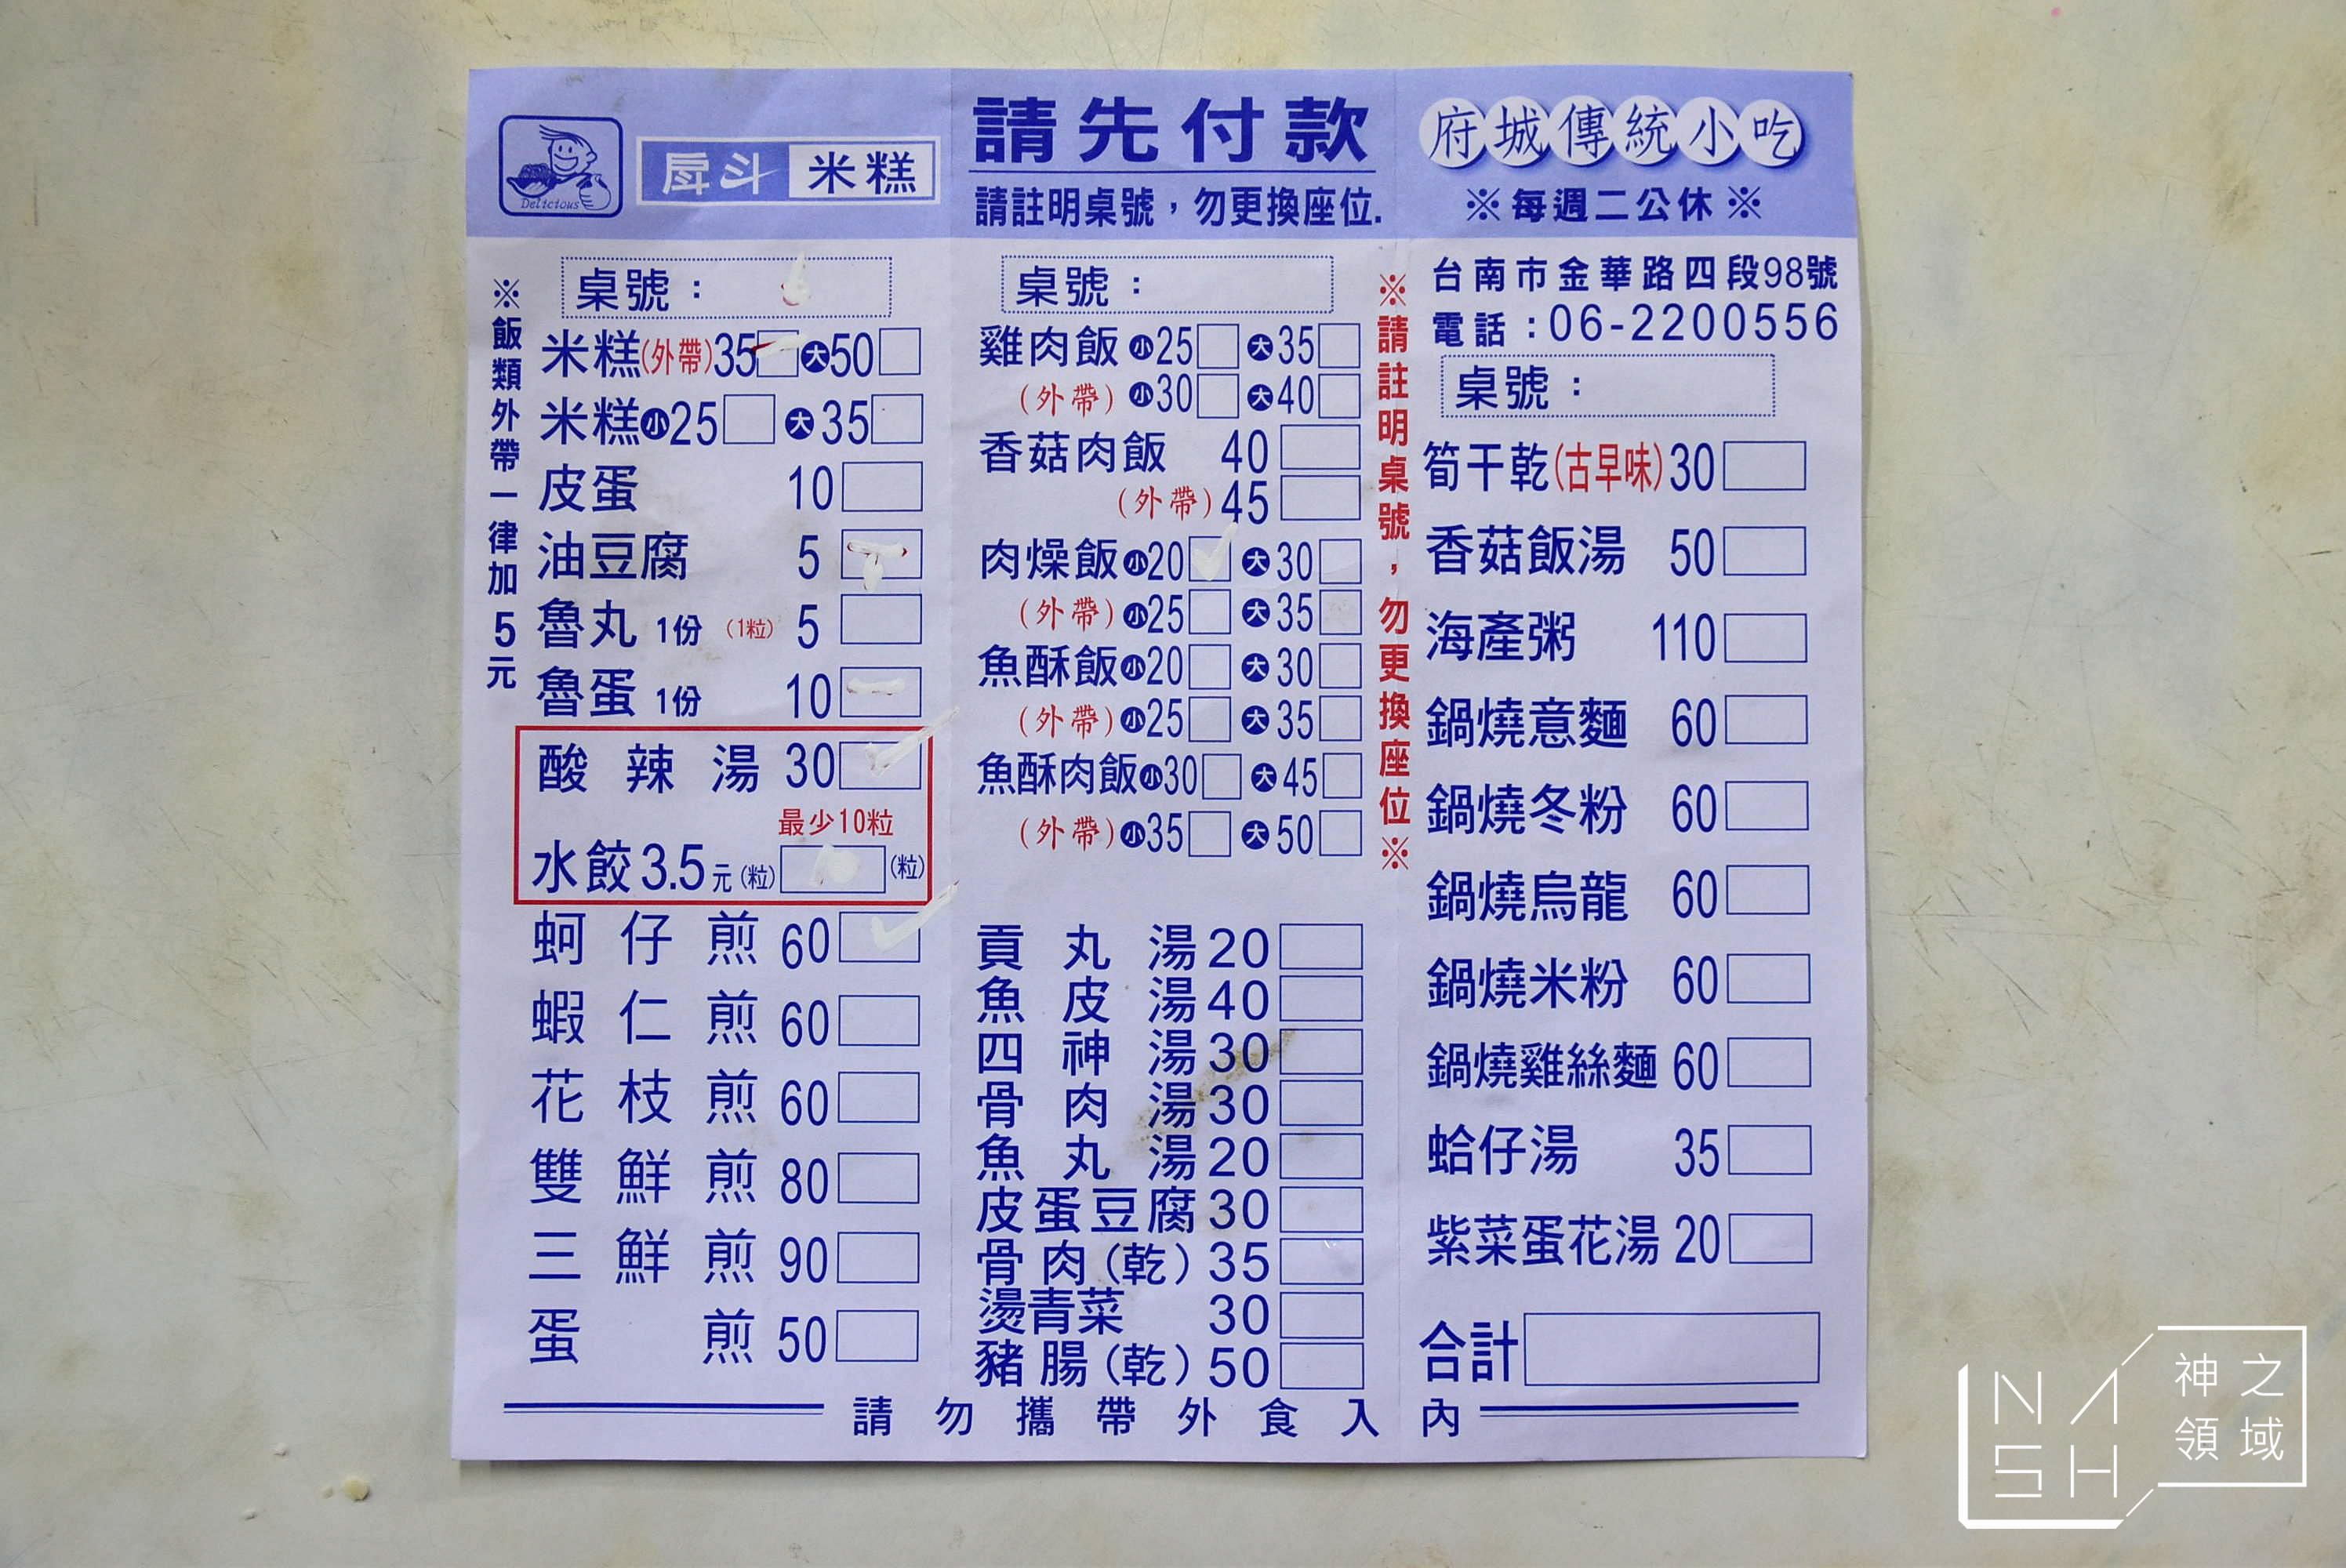 Delicious
戽斗 米糕
請先付款
請註明桌號，勿更換座位.
府城傳統小吃
※每週二公休※
※飯類外帶一律加5元
桌號：
米糕(外帶)35 大50
米糕小25 大35
皮蛋 10
油豆腐 5
魯丸 1份 (1粒) 5
魯蛋 1份 10
酸辣湯 30
最少10粒
水餃3.5元(粒) (粒)
蚵仔煎 60
蝦仁煎 60
花枝煎 60
雙鮮煎 80
三鮮煎 90
蛋煎 50
桌號：
雞肉飯 小25 大35
(外帶) 小30 大40
香菇肉飯 40
(外帶) 45
肉燥飯 小20 大30
(外帶) 小25 大35
魚酥飯 小20 大30
(外帶) 小25 大35
魚酥肉飯 小30 大45
(外帶) 小35 大50
貢丸湯 20
魚皮湯 40
四神湯 30
骨肉湯 30
魚丸湯 20
皮蛋豆腐 30
骨肉(乾) 35
燙青菜 30
豬腸(乾) 50
※請註明桌號，勿更換座位※
台南市金華路四段98號
電話：06-2200556
桌號：
筍干乾(古早味) 30
香菇飯湯 50
海產粥 110
鍋燒意麵 60
鍋燒冬粉 60
鍋燒烏龍 60
鍋燒米粉 60
鍋燒雞絲麵 60
蛤仔湯 35
紫菜蛋花湯 20
合計
請勿攜帶外食入內
NASH
神之領域